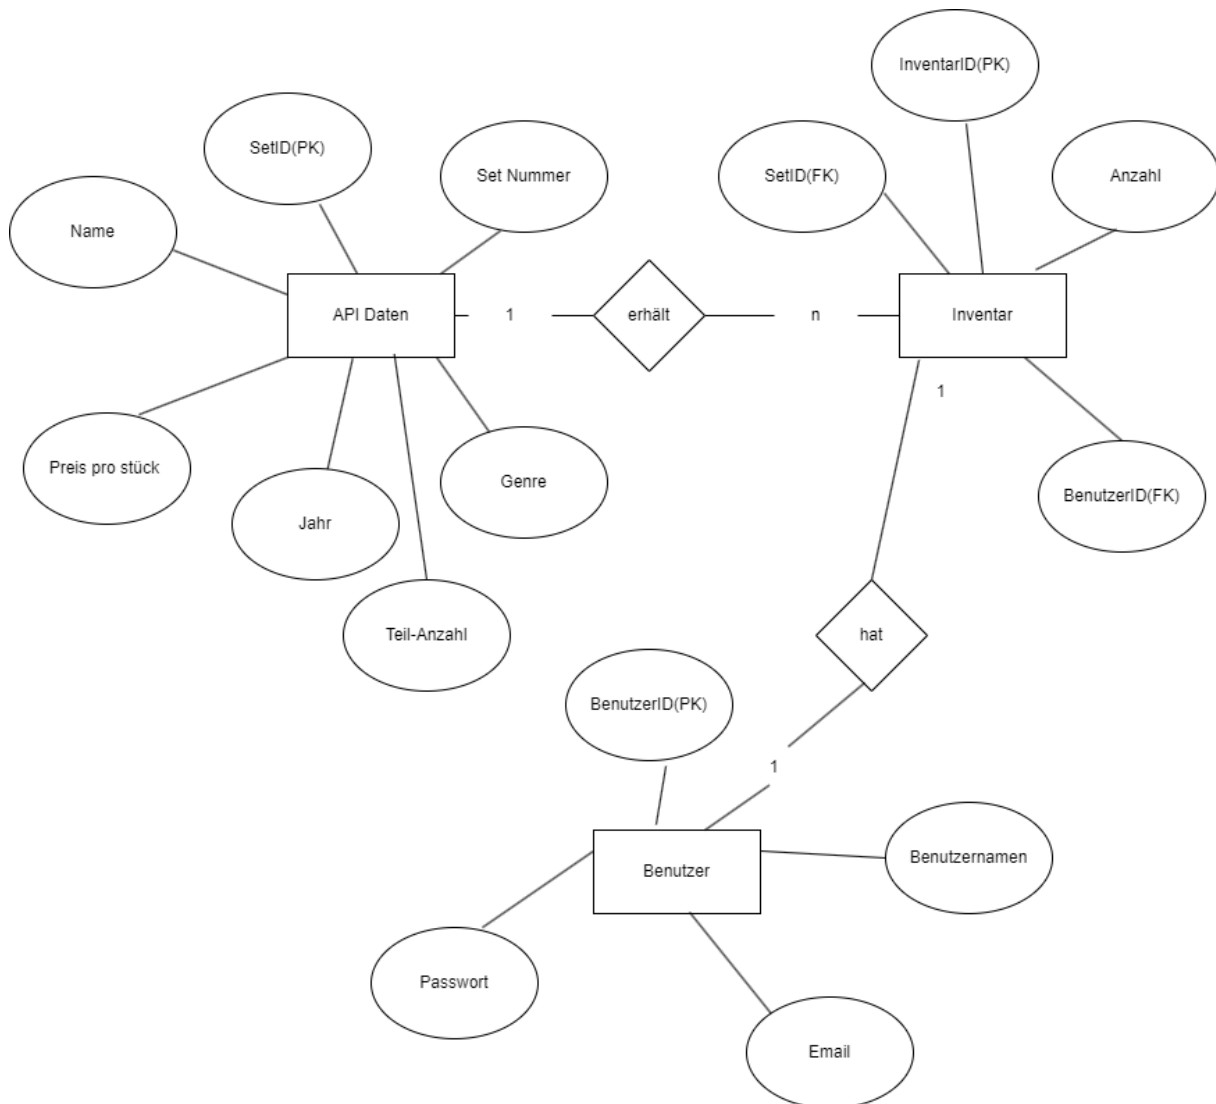 InventarID(PK)
SetID(PK)
Set Nummer
SetID(FK)
Anzahl
Name
API Daten
1
erhält
n
Inventar
1
Preis pro stück
Genre
BenutzerID(FK)
Jahr
Teil-Anzahl
hat
BenutzerID(PK)
1
Benutzernamen
Benutzer
Passwort
Email